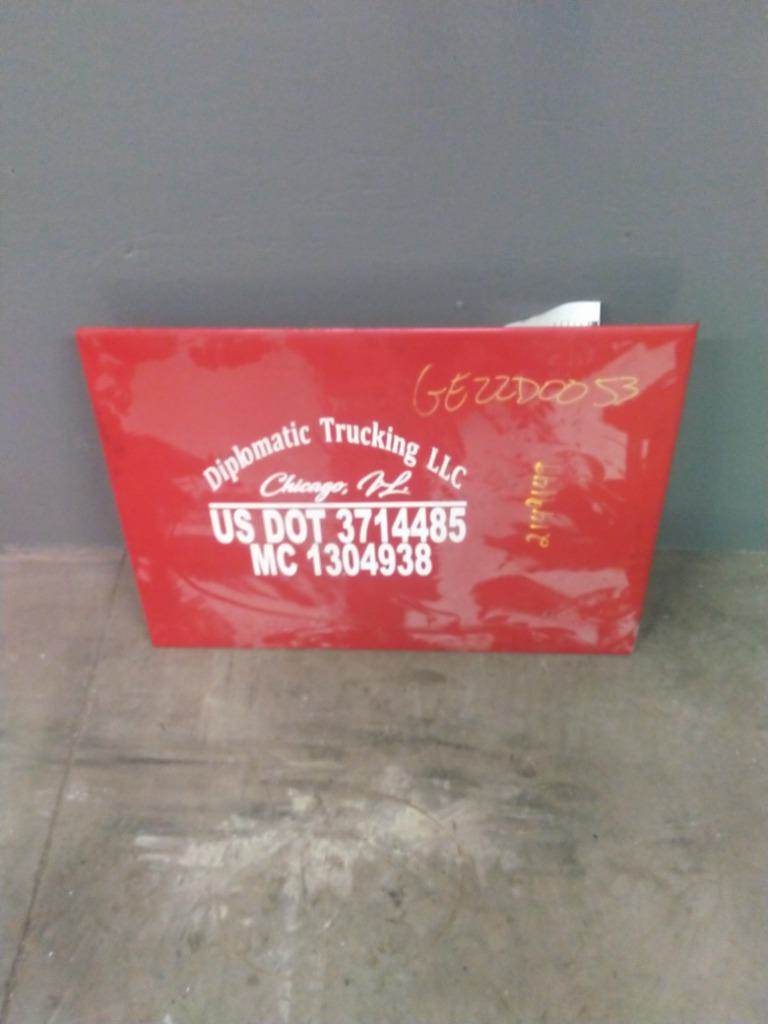 GE22D0053
Diplomatic Trucking LLC
Chicago, IL.
US DOT 3714485
MC 1304938